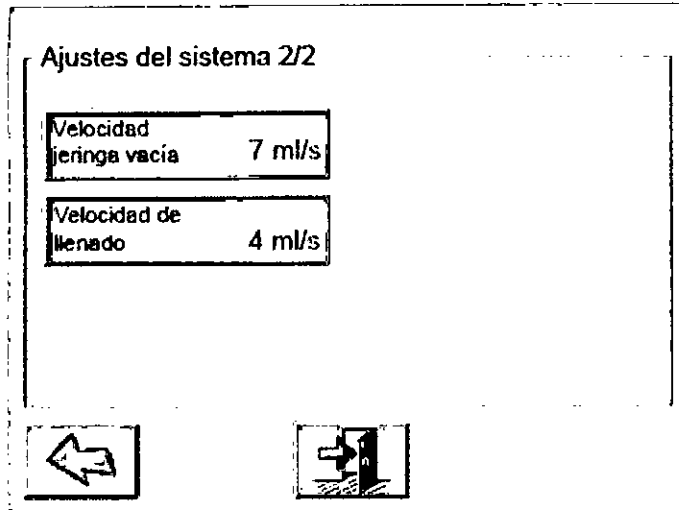 Ajustes del sistema 2/2
Velocidad
jeringa vacía 7 ml/s
Velocidad de
llenado 4 ml/s